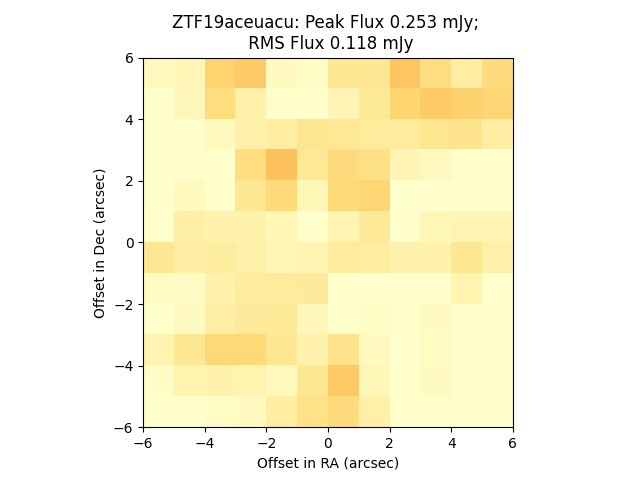 ZTF19aceuacu: Peak Flux 0.253 mJy;
RMS Flux 0.118 mJy
6
4
2
0
−2
−4
−6
Offset in Dec (arcsec)
−6 −4 −2 0 2 4 6
Offset in RA (arcsec)